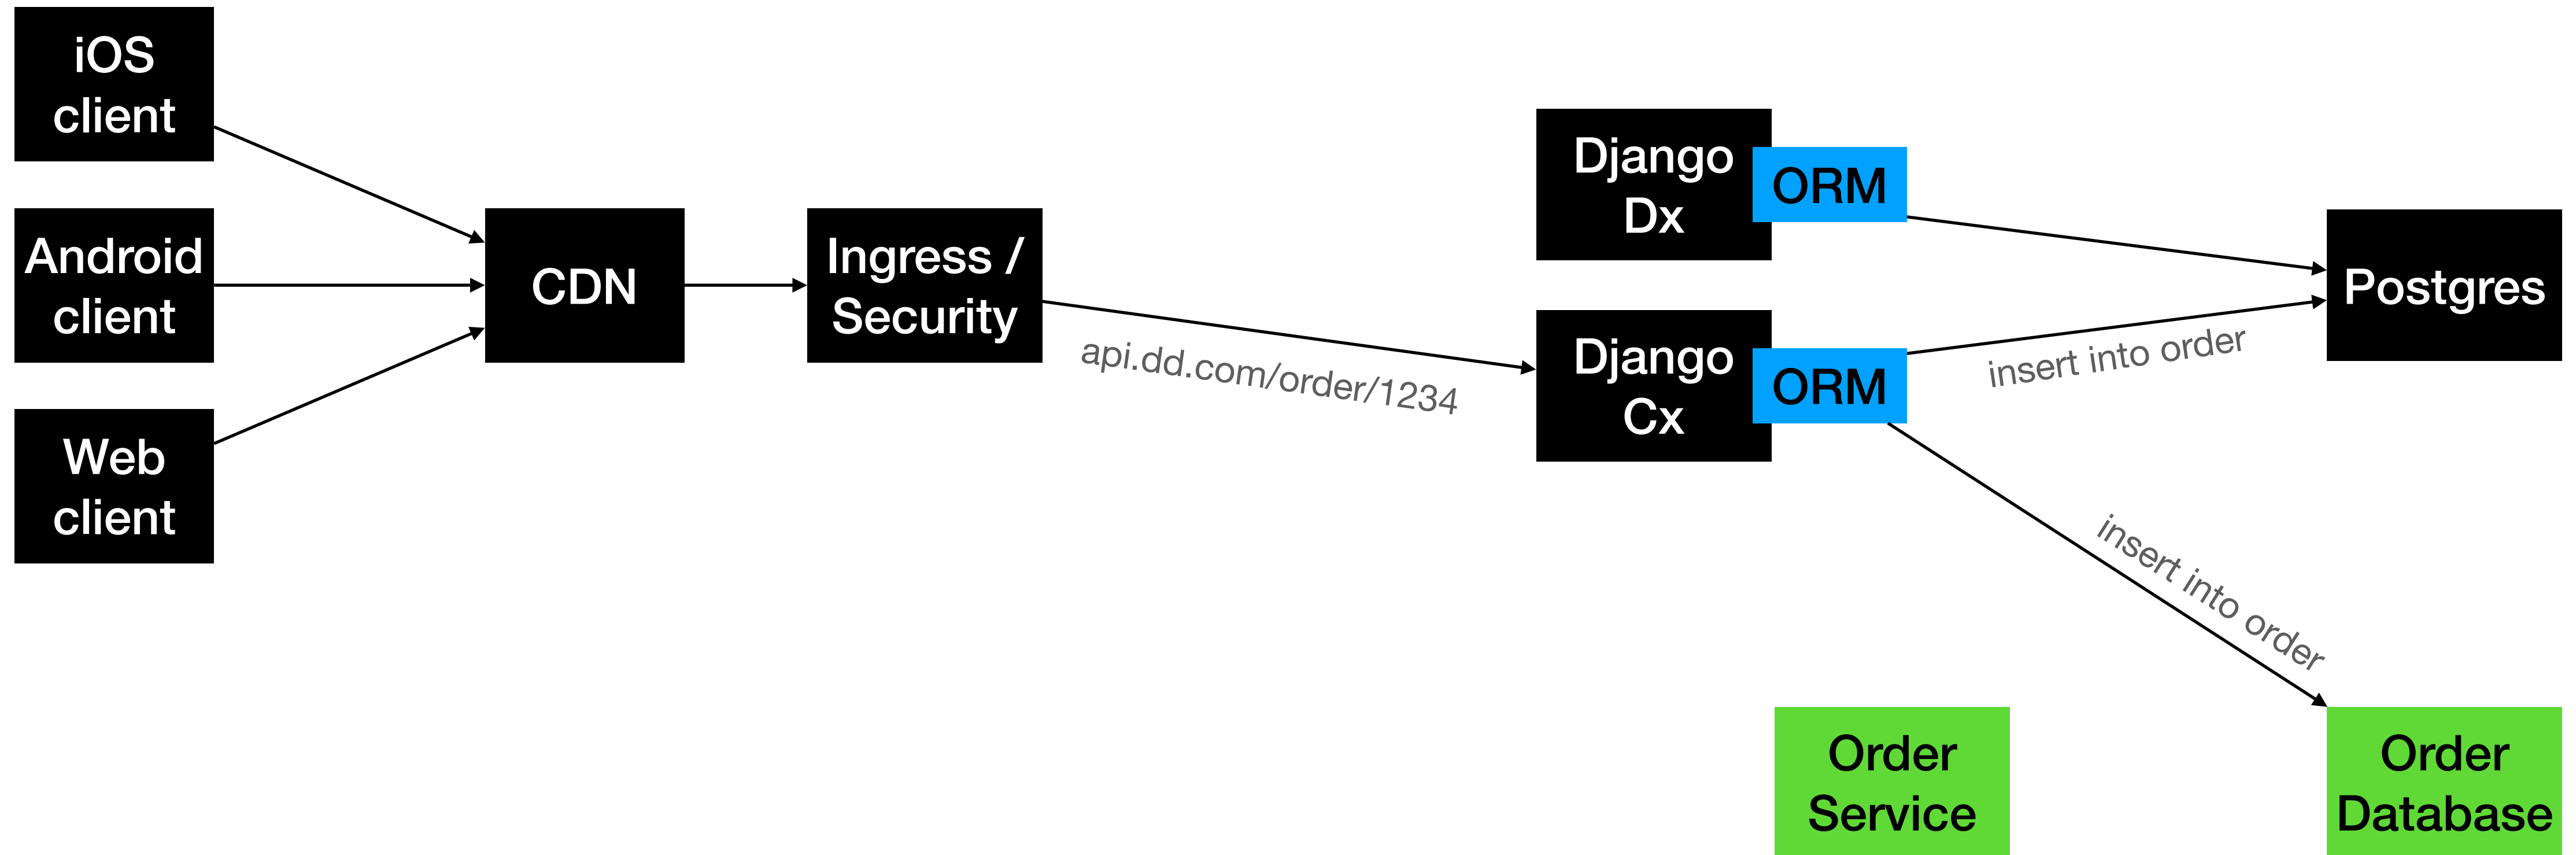 iOS
client
Android
client
Web
client
CDN
Ingress /
Security
api.dd.com/order/1234
Django
Dx
ORM
Django
Cx
ORM
insert into order
Postgres
insert into order
Order
Service
Order
Database